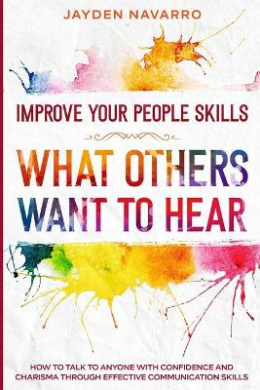 JAYDEN NAVARRO
IMPROVE YOUR PEOPLE SKILLS
WHAT OTHERS
WANT TO HEAR
HOW TO TALK TO ANYONE WITH CONFIDENCE AND
CHARISMA THROUGH EFFECTIVE COMMUNICATION SKILLS